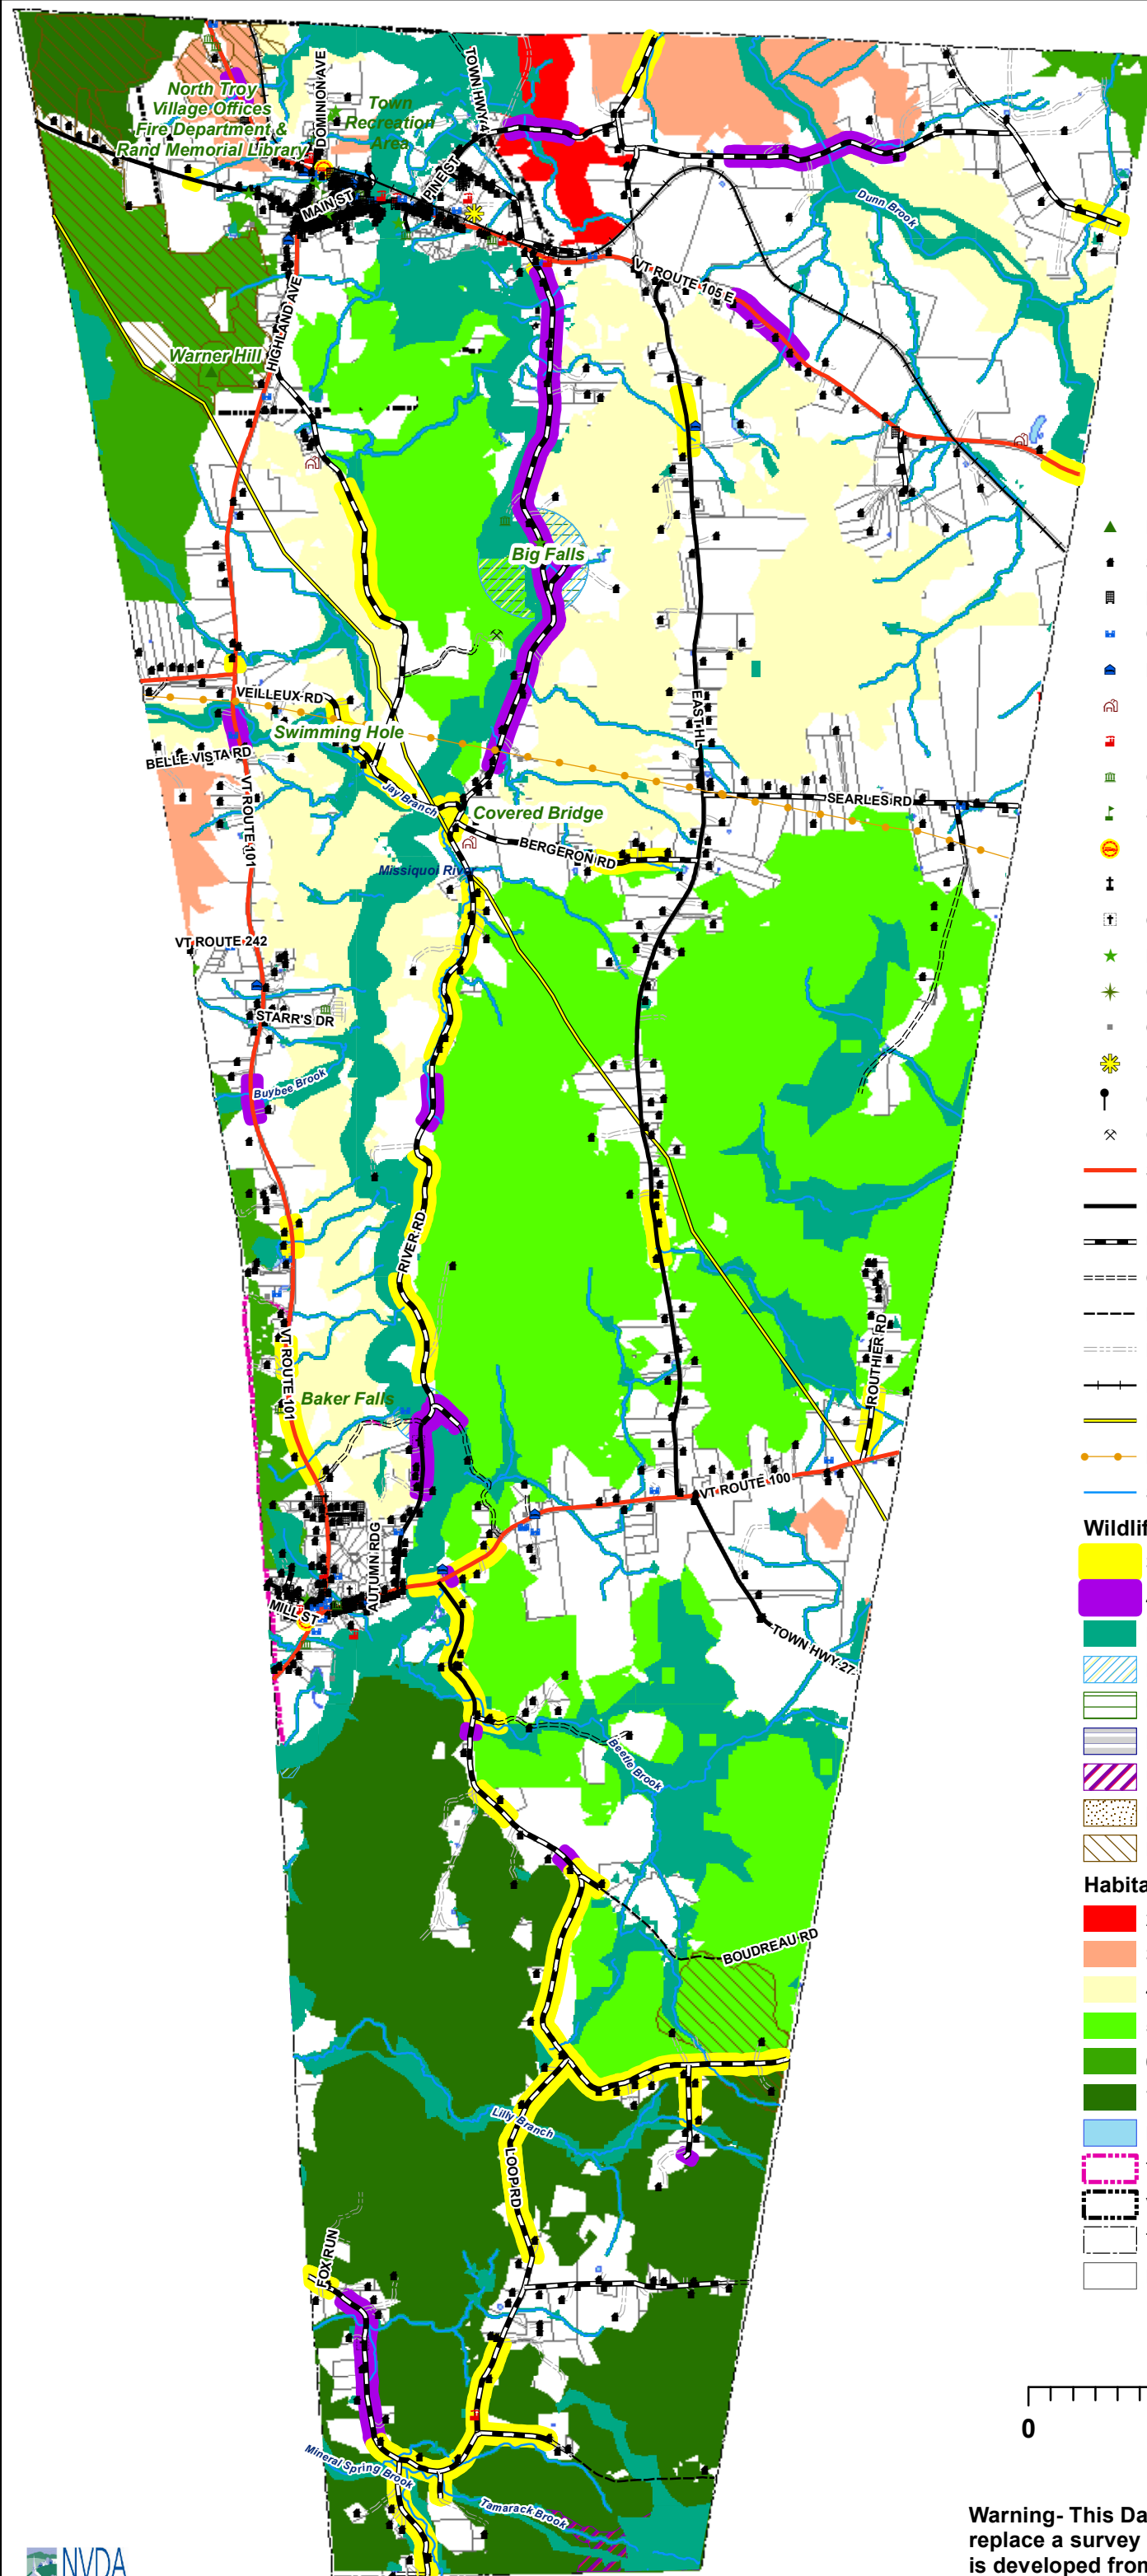 North Troy
Village Offices
Fire Department &
Rand Memorial Library
DOMINION AVE
Town
Recreation
Area
TOWN HWY 4
PINE ST
MAIN ST
Dunn Brook
VT ROUTE 105 E
HIGHLAND AVE
Warner Hill
Big Falls
EAST HL
VEILLEUX RD
Swimming Hole
BELLE VISTA RD
Jay Branch
VT ROUTE 101
Covered Bridge
SEARLES RD
BERGERON RD
Missiquoi River
VT ROUTE 242
STARR'S DR
Buybee Brook
RIVER RD
ROUTHIER RD
VT ROUTE 101
Baker Falls
VT ROUTE 100
AUTUMN RDG
MILL ST
TOWN HWY 27
Beetle Brook
BOUDREAU RD
Lilly Branch
LOOP RD
FOX RUN
Mineral Spring Brook
Tamarack Brook
Wildlif
Habita
0
Warning- This Da
replace a survey
is developed from
NVDA